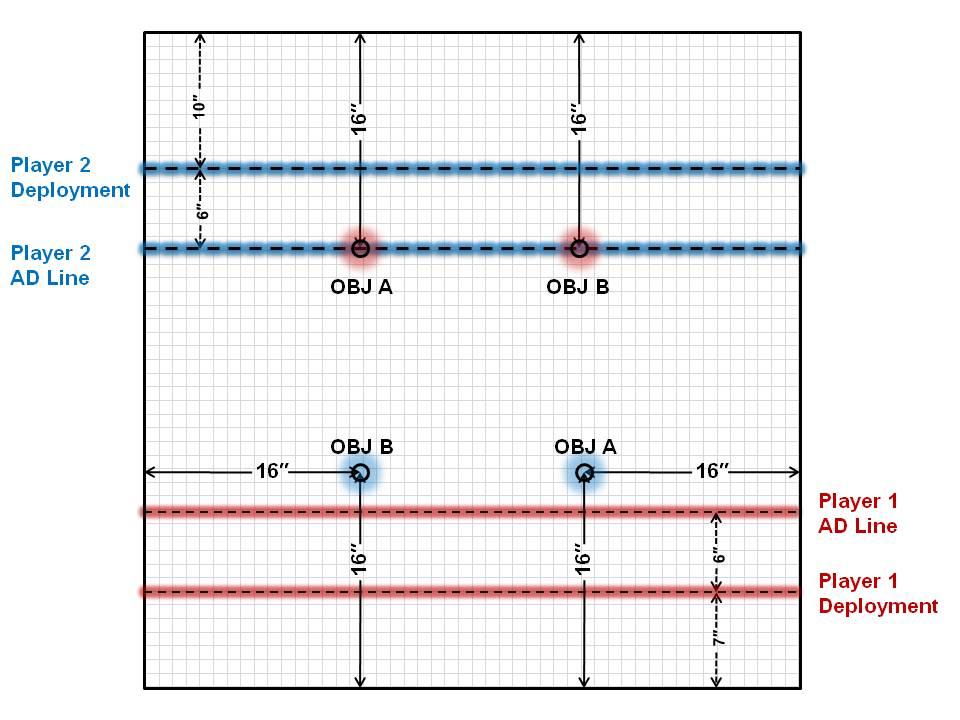 10"
16"
16"
Player 2
Deployment
6"
Player 2
AD Line
OBJ A
OBJ B
OBJ B
OBJ A
16"
16"
Player 1
AD Line
16"
16"
6"
Player 1
Deployment
7"